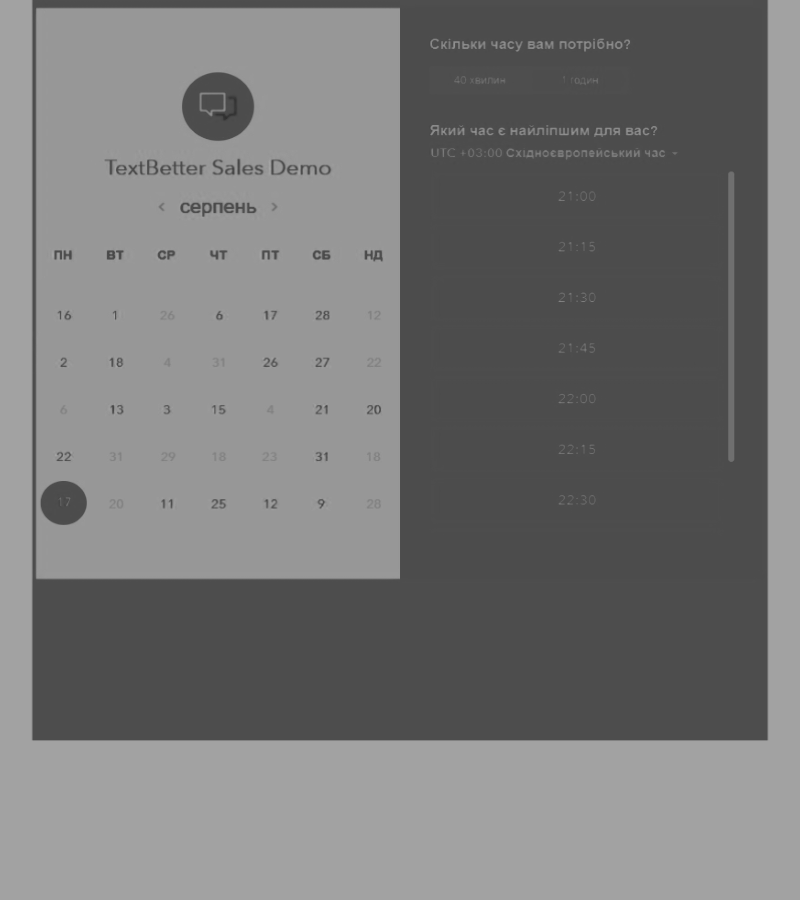 TextBetter Sales Demo
серпень
ПН ВТ СР ЧТ ПТ СБ НД
16 1 26 6 17 28 12
2 18 4 31 26 27 22
6 13 3 15 4 21 20
22 31 29 18 23 31 18
17 20 11 25 12 9 28
Скільки часу вам потрібно?
40 хвилин 1 годин
Який час є найліпшим для вас?
UTC +03:00 Східноєвропейський час
21:00
21:15
21:30
21:45
22:00
22:15
22:30